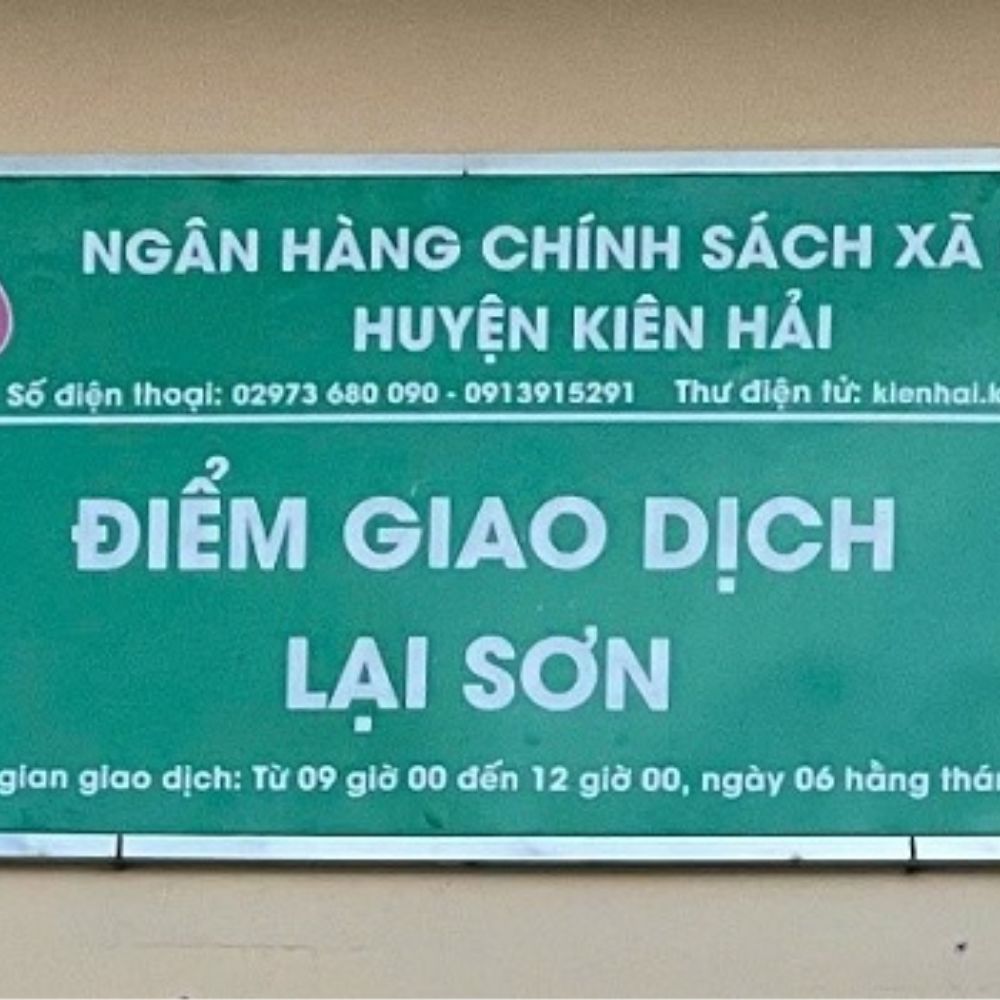 NGÂN HÀNG CHÍNH SÁCH XÃ
HUYỆN KIÊN HẢI
Số điện thoại: 02973 680 090 - 0913915291 Thư điện tử: kienhai.k
ĐIỂM GIAO DỊCH
LẠI SƠN
gian giao dịch: Từ 09 giờ 00 đến 12 giờ 00, ngày 06 hằng thán